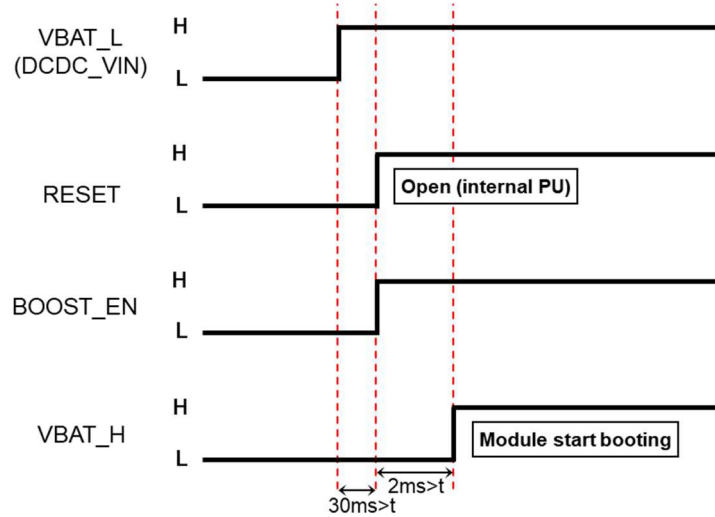 VBAT_L
(DCDC_VIN)
H
L
RESET
H
L
Open (internal PU)
BOOST_EN
H
L
VBAT_H
H
L
Module start booting
2ms>t
30ms>t